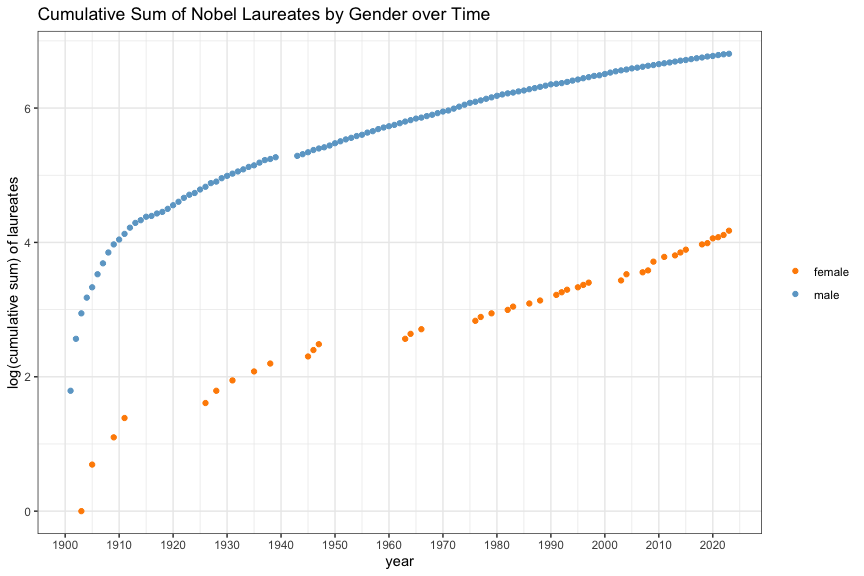 Cumulative Sum of Nobel Laureates by Gender over Time
log(cumulative sum) of laureates
6
4
2
0
1900 1910 1920 1930 1940 1950 1960 1970 1980 1990 2000 2010 2020
year
female
male